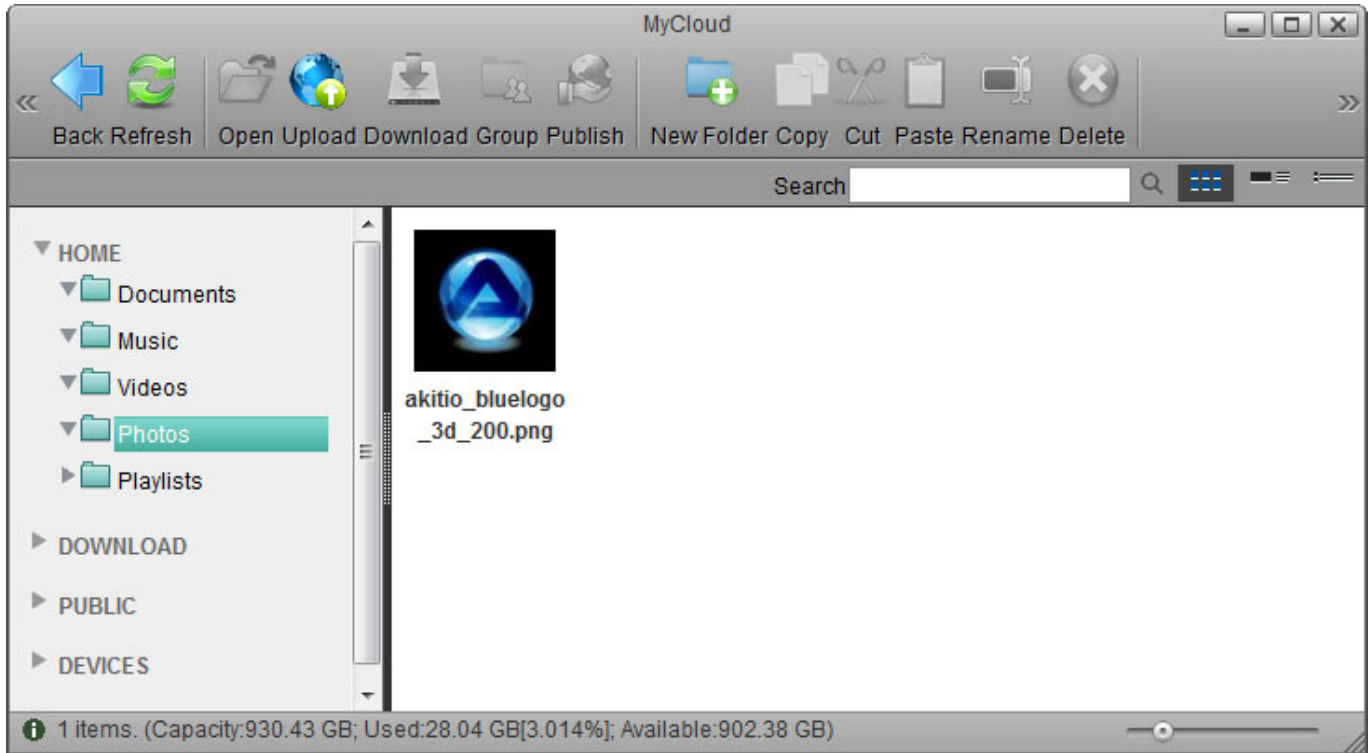 MyCloud
Back Refresh Open Upload Download Group Publish New Folder Copy Cut Paste Rename Delete
Search
HOME
Documents
Music
Videos
Photos
Playlists
DOWNLOAD
PUBLIC
DEVICES
akitio_bluelogo
_3d_200.png
1 items. (Capacity:930.43 GB; Used:28.04 GB[3.014%]; Available:902.38 GB)